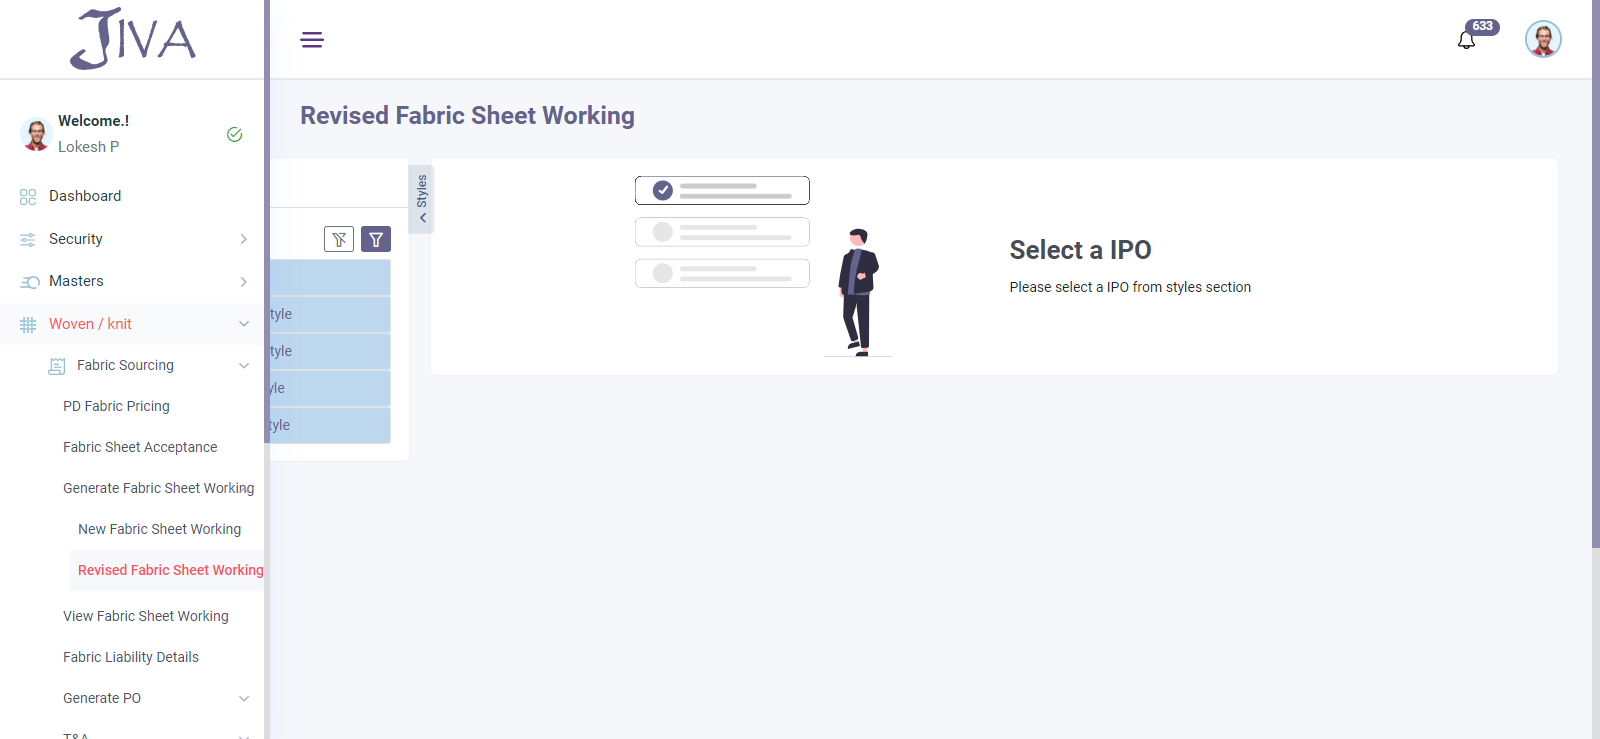 JIVA
633
Welcome.!
Lokesh P
Dashboard
Security
Masters
Woven / knit
Fabric Sourcing
PD Fabric Pricing
Fabric Sheet Acceptance
Generate Fabric Sheet Working
New Fabric Sheet Working
Revised Fabric Sheet Working
View Fabric Sheet Working
Fabric Liability Details
Generate PO
T&A
Revised Fabric Sheet Working
Styles
tyle
tyle
yle
tyle
Select a IPO
Please select a IPO from styles section